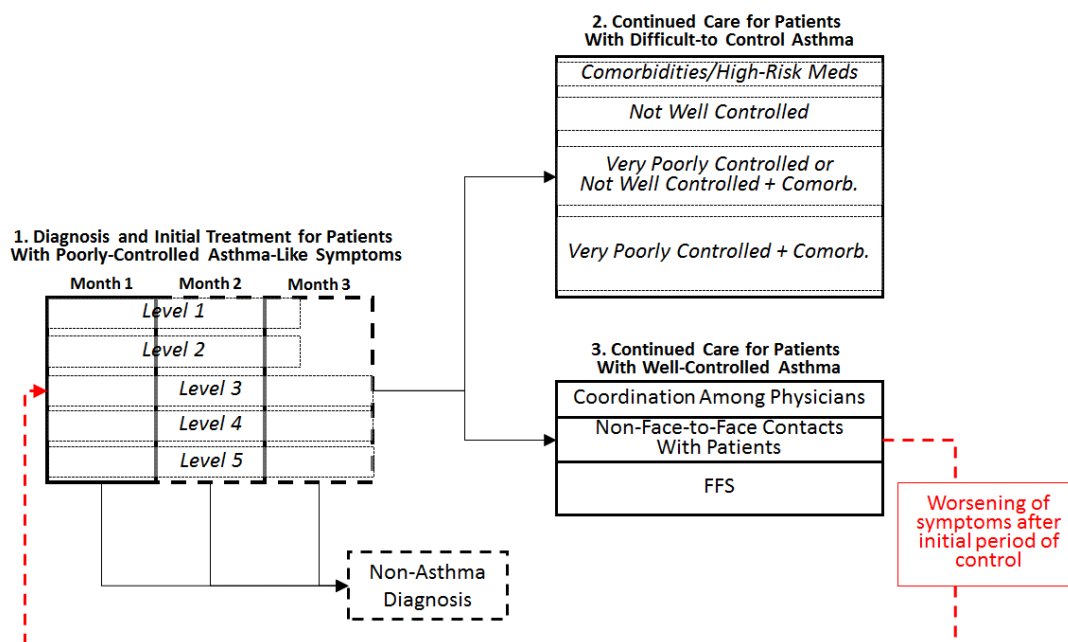 2. Continued Care for Patients
With Difficult-to Control Asthma
Comorbidities/High-Risk Meds
Not Well Controlled
Very Poorly Controlled or
Not Well Controlled + Comorb.
Very Poorly Controlled + Comorb.
1. Diagnosis and Initial Treatment for Patients
With Poorly-Controlled Asthma-Like Symptoms
Month 1 Month 2 Month 3
Level 1
Level 2
Level 3
Level 4
Level 5
3. Continued Care for Patients
With Well-Controlled Asthma
Coordination Among Physicians
Non-Face-to-Face Contacts
With Patients
FFS
Worsening of
symptoms after
initial period of
control
Non-Asthma
Diagnosis